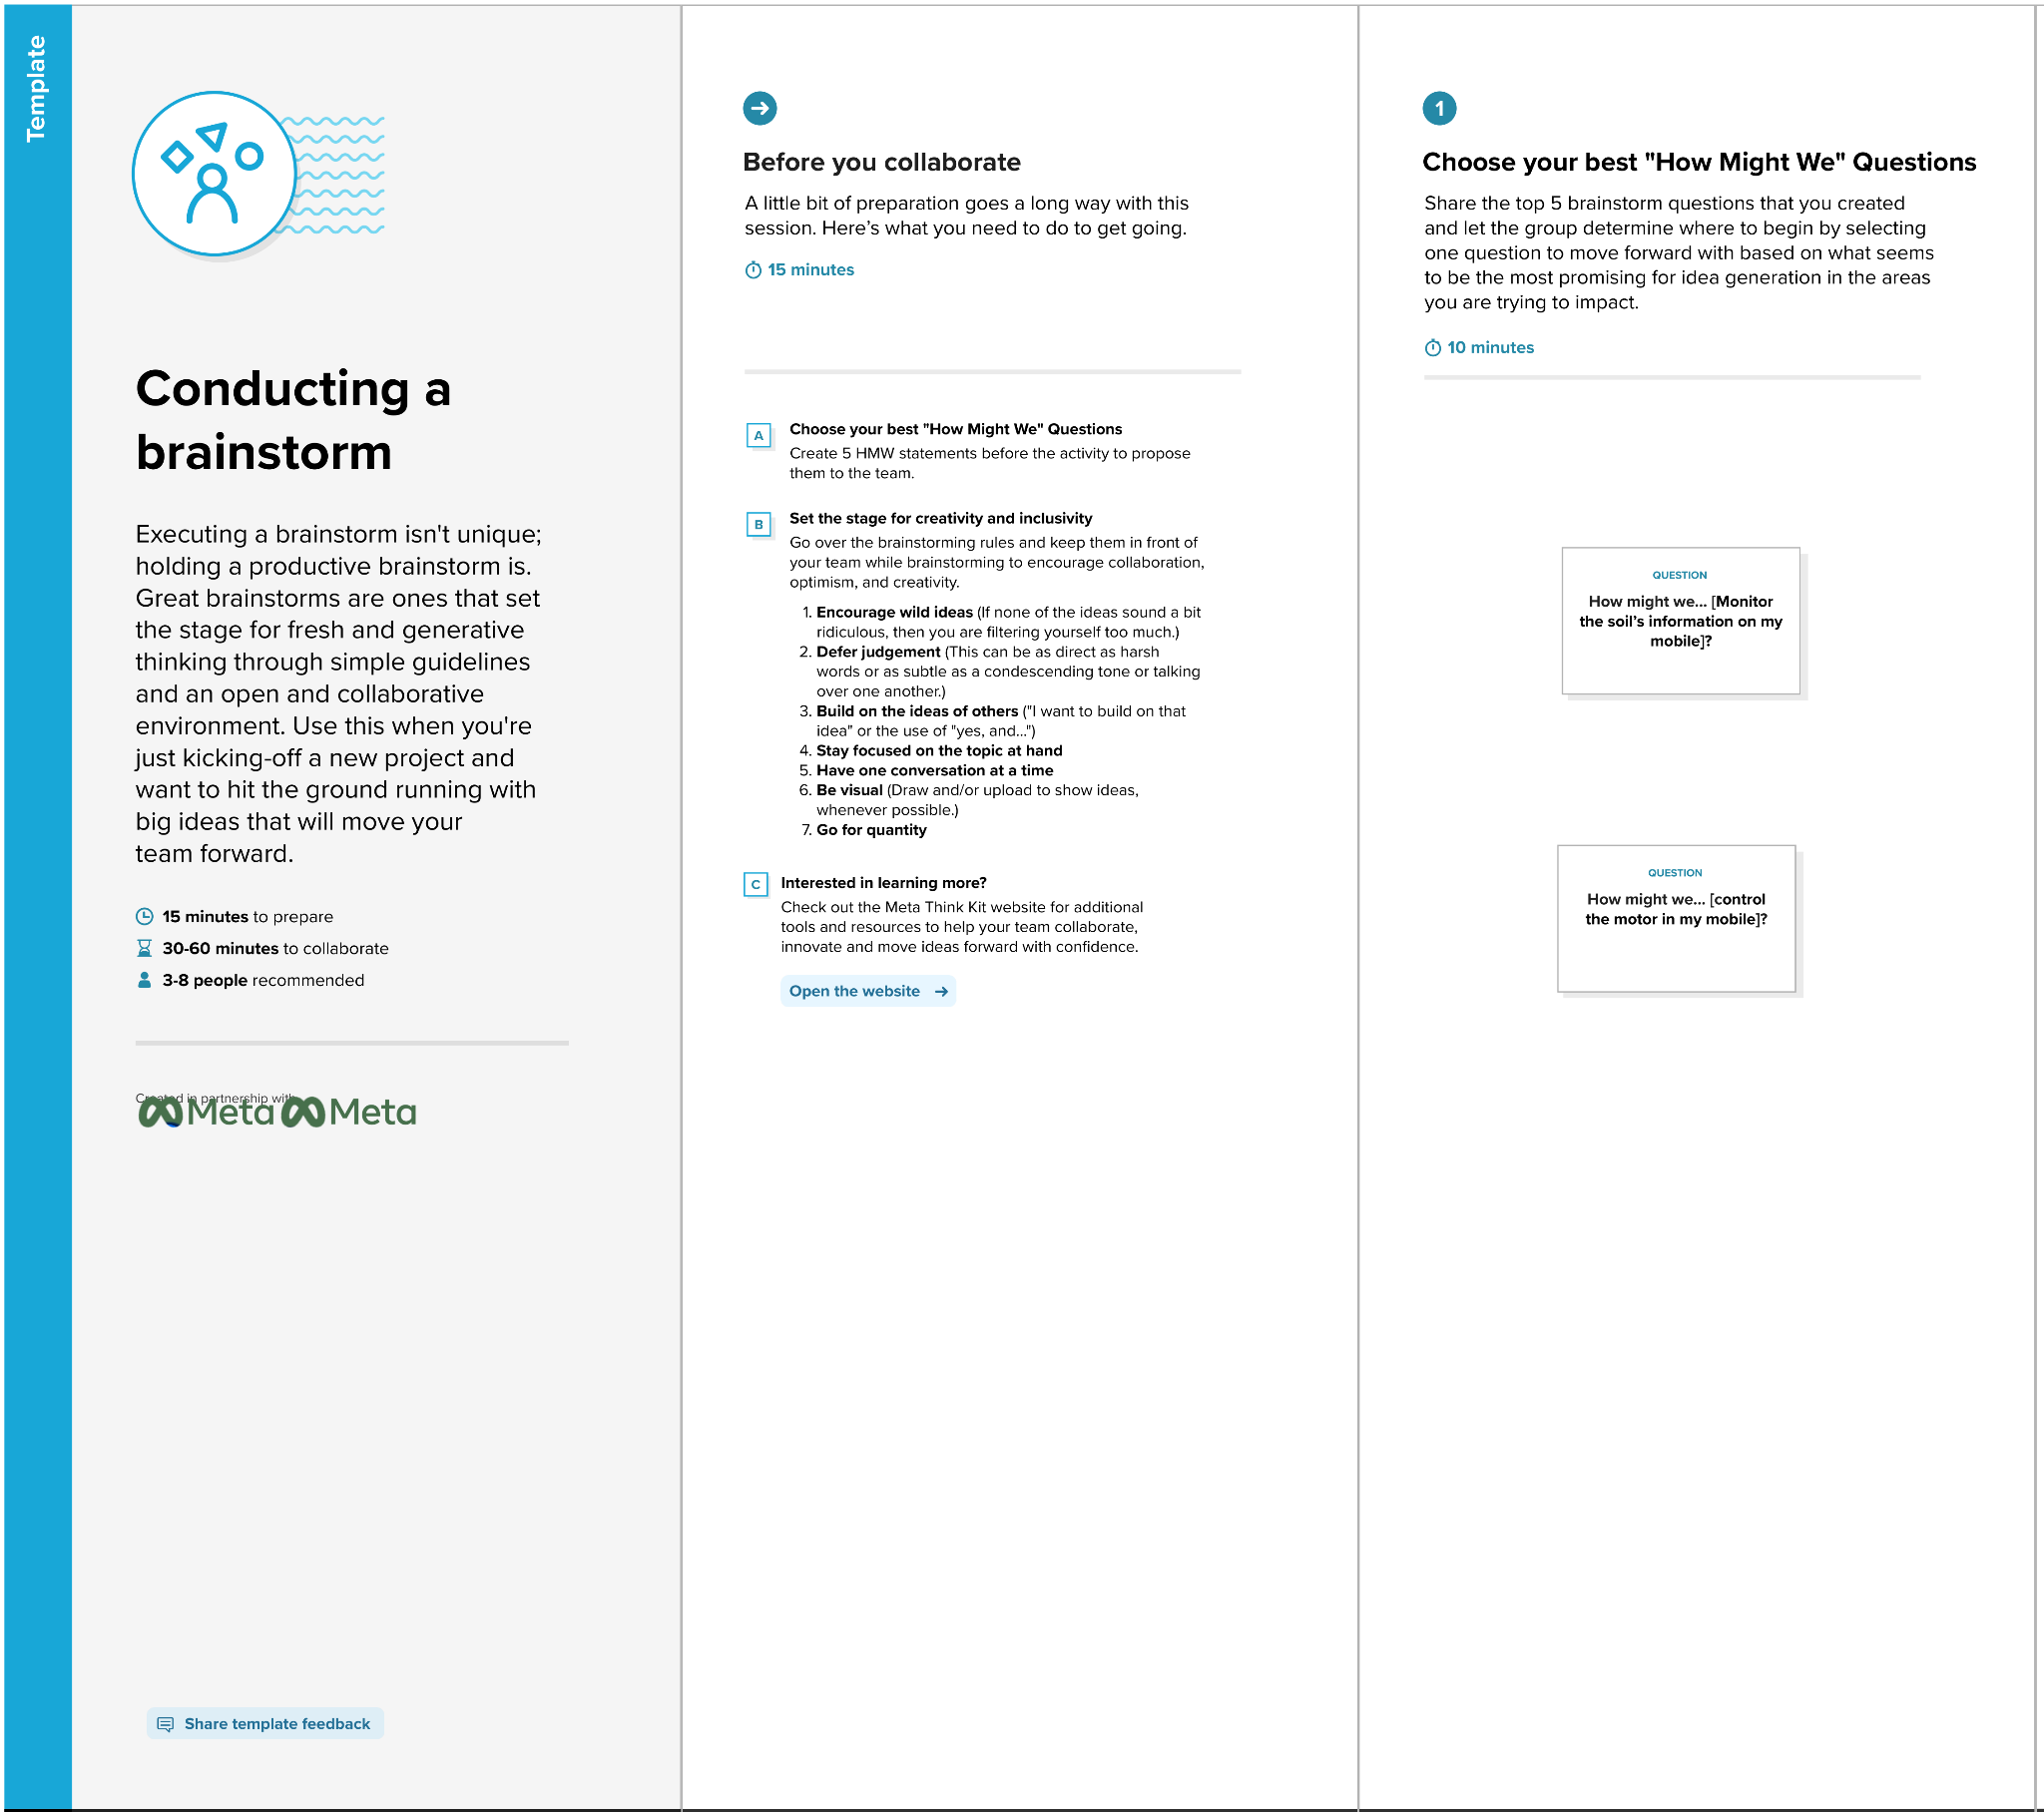 Template
Conducting a
brainstorm
Executing a brainstorm isn't unique;
holding a productive brainstorm is.
Great brainstorms are ones that set
the stage for fresh and generative
thinking through simple guidelines
and an open and collaborative
environment. Use this when you're
just kicking-off a new project and
want to hit the ground running with
big ideas that will move your
team forward.
15 minutes to prepare
30-60 minutes to collaborate
3-8 people recommended
Created in partnership with
Meta Meta
Share template feedback
Before you collaborate
A little bit of preparation goes a long way with this
session. Here’s what you need to do to get going.
15 minutes
A
Choose your best "How Might We" Questions
Create 5 HMW statements before the activity to propose
them to the team.
B
Set the stage for creativity and inclusivity
Go over the brainstorming rules and keep them in front of
your team while brainstorming to encourage collaboration,
optimism, and creativity.
1. Encourage wild ideas (If none of the ideas sound a bit
ridiculous, then you are filtering yourself too much.)
2. Defer judgement (This can be as direct as harsh
words or as subtle as a condescending tone or talking
over one another.)
3. Build on the ideas of others ("I want to build on that
idea" or the use of "yes, and...")
4. Stay focused on the topic at hand
5. Have one conversation at a time
6. Be visual (Draw and/or upload to show ideas,
whenever possible.)
7. Go for quantity
C
Interested in learning more?
Check out the Meta Think Kit website for additional
tools and resources to help your team collaborate,
innovate and move ideas forward with confidence.
Open the website
1
Choose your best "How Might We" Questions
Share the top 5 brainstorm questions that you created
and let the group determine where to begin by selecting
one question to move forward with based on what seems
to be the most promising for idea generation in the areas
you are trying to impact.
10 minutes
QUESTION
How might we... [Monitor
the soil’s information on my
mobile]?
QUESTION
How might we... [control
the motor in my mobile]?